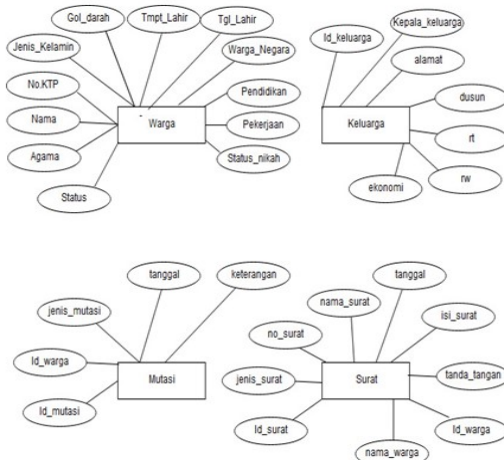 Gol_darah
Tmpt_Lahir
Tgl_Lahir
Jenis_Kelamin
Warga_Negara
No.KTP
Pendidikan
Nama
Warga
Pekerjaan
Agama
Status_nikah
Status
Kepala_keluarga
Id_keluarga
alamat
dusun
Keluarga
rt
rw
ekonomi
tanggal
keterangan
jenis_mutasi
Id_warga
Mutasi
Id_mutasi
tanggal
nama_surat
isi_surat
no_surat
jenis_surat
Surat
tanda_tangan
Id_surat
Id_warga
nama_warga